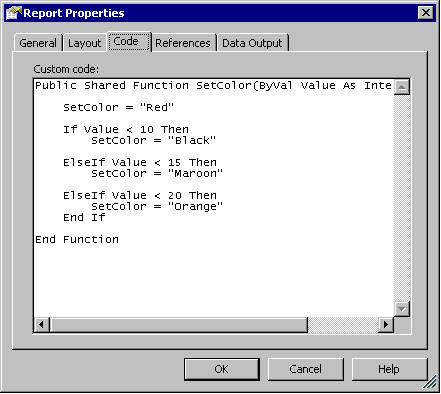 Report Properties
General Layout Code References Data Output
Custom code:
Public Shared Function SetColor(ByVal Value As Inte
SetColor = "Red"
If Value < 10 Then
SetColor = "Black"
ElseIf Value < 15 Then
SetColor = "Maroon"
ElseIf Value < 20 Then
SetColor = "Orange"
End If
End Function
OK Cancel Help